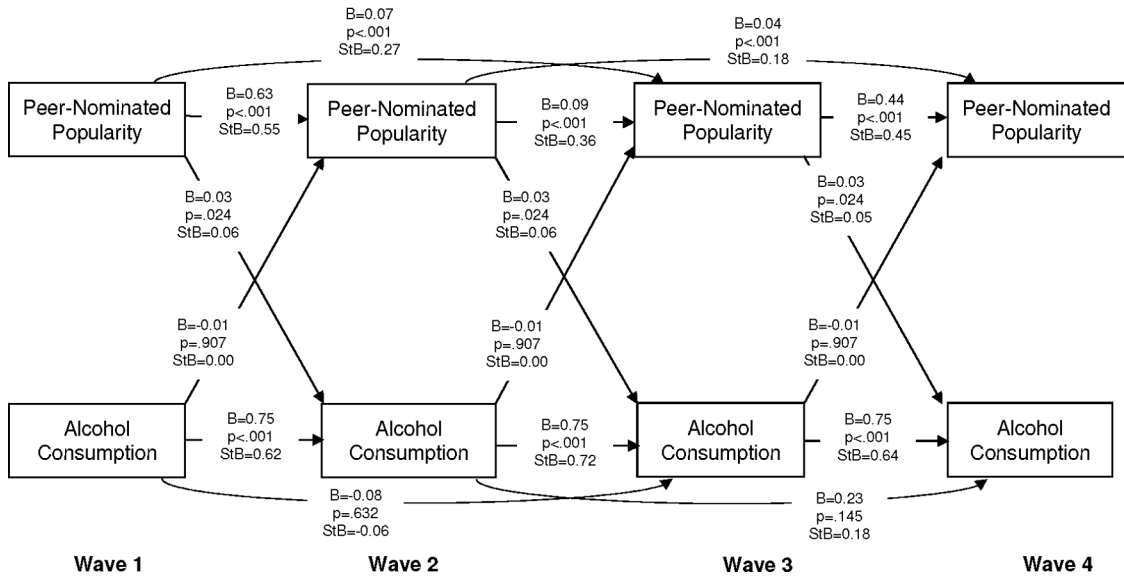 B=0.07
p<.001
StB=0.27
B=0.04
p<.001
StB=0.18
Peer-Nominated
Popularity
B=0.63
p<.001
StB=0.55
Peer-Nominated
Popularity
B=0.09
p<.001
StB=0.36
Peer-Nominated
Popularity
B=0.44
p<.001
StB=0.45
Peer-Nominated
Popularity
B=0.03
p=.024
StB=0.06
B=0.03
p=.024
StB=0.06
B=0.03
p=.024
StB=0.05
B=-0.01
p=.907
StB=0.00
B=-0.01
p=.907
StB=0.00
B=-0.01
p=.907
StB=0.00
Alcohol
Consumption
B=0.75
p<.001
StB=0.62
Alcohol
Consumption
B=0.75
p<.001
StB=0.72
Alcohol
Consumption
B=0.75
p<.001
StB=0.64
Alcohol
Consumption
B=-0.08
p=.632
StB=-0.06
B=0.23
p=.145
StB=0.18
Wave 1
Wave 2
Wave 3
Wave 4